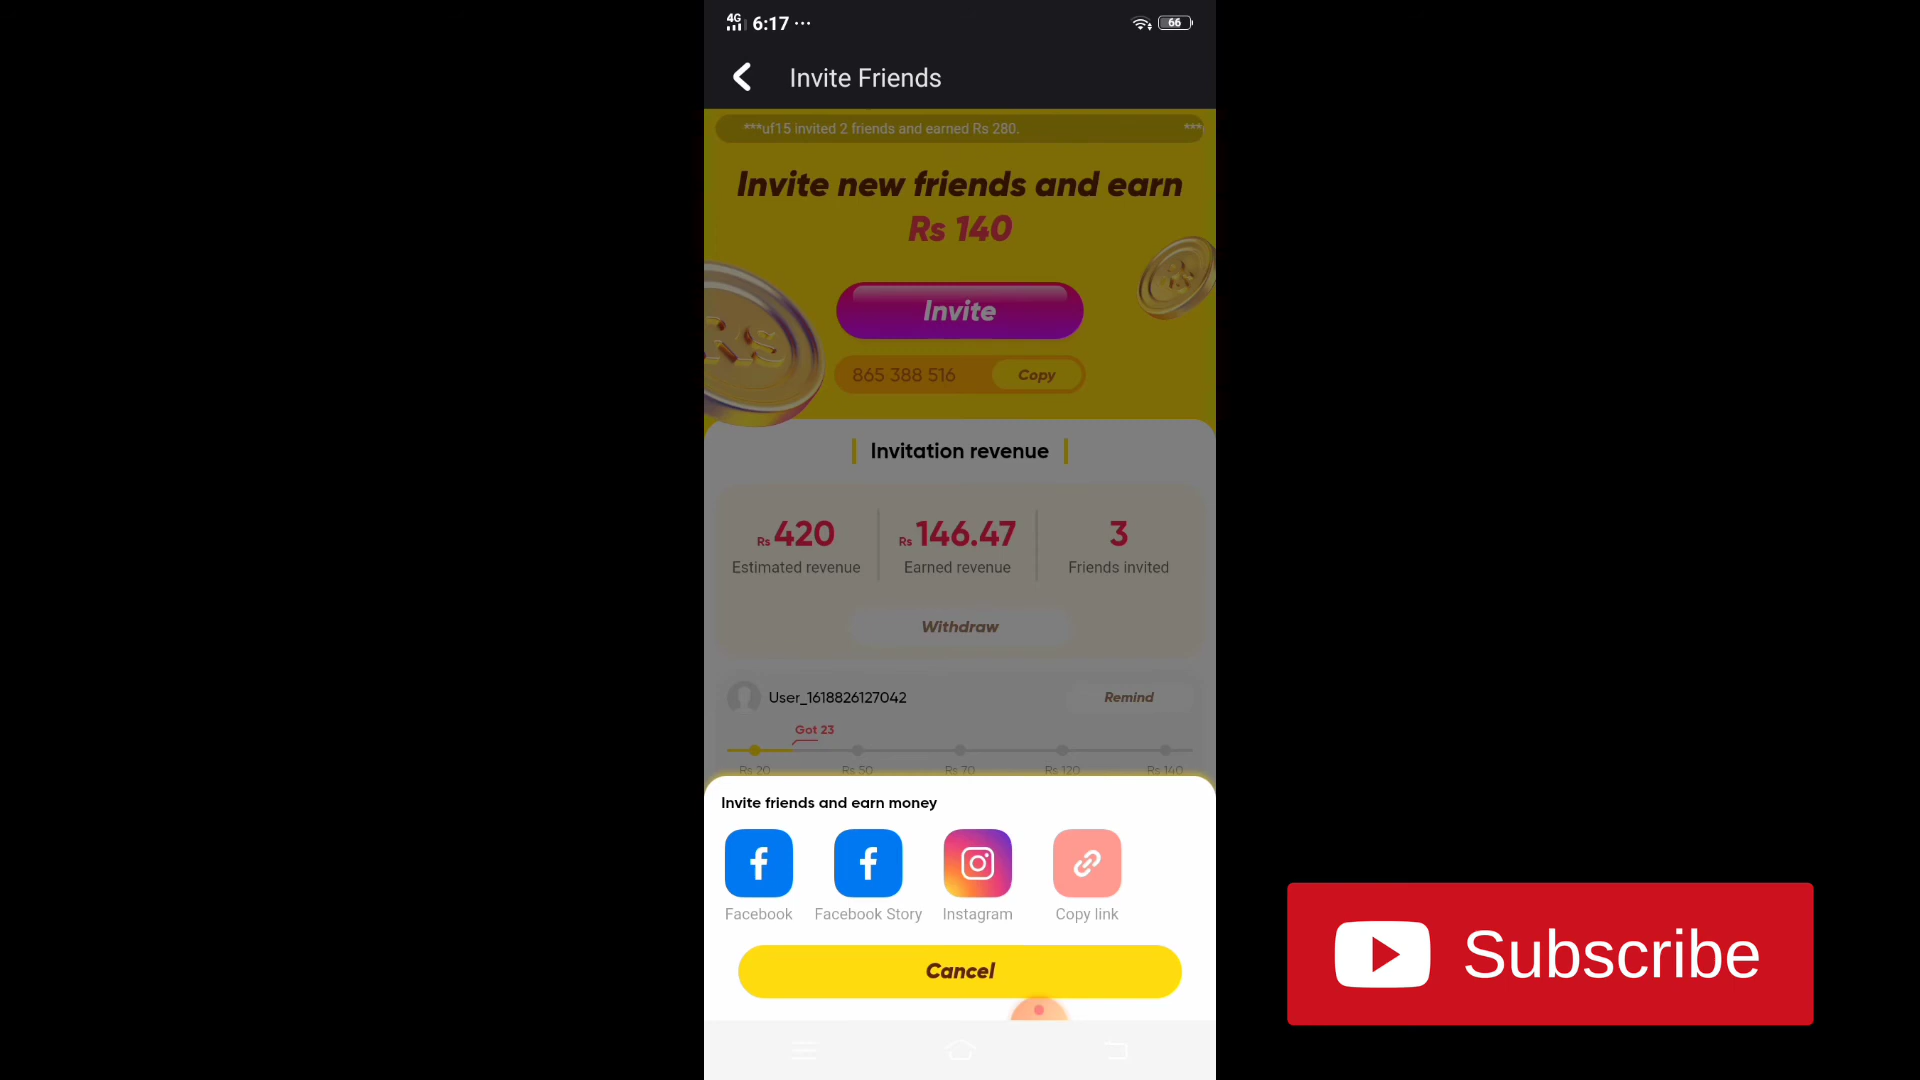 4G 6:17 ... 66
Invite Friends
***uf15 invited 2 friends and earned Rs 280. ***
Invite new friends and earn
Rs 140
Invite
865 388 516 Copy
Invitation revenue
Rs 420 Rs 146.47 3
Estimated revenue Earned revenue Friends invited
Withdraw
User_1618826127042 Remind
Got 23
Rs 20 Rs 50 Rs 70 Rs 120 Rs 140
Invite friends and earn money
Facebook Facebook Story Instagram Copy link
Cancel
Subscribe